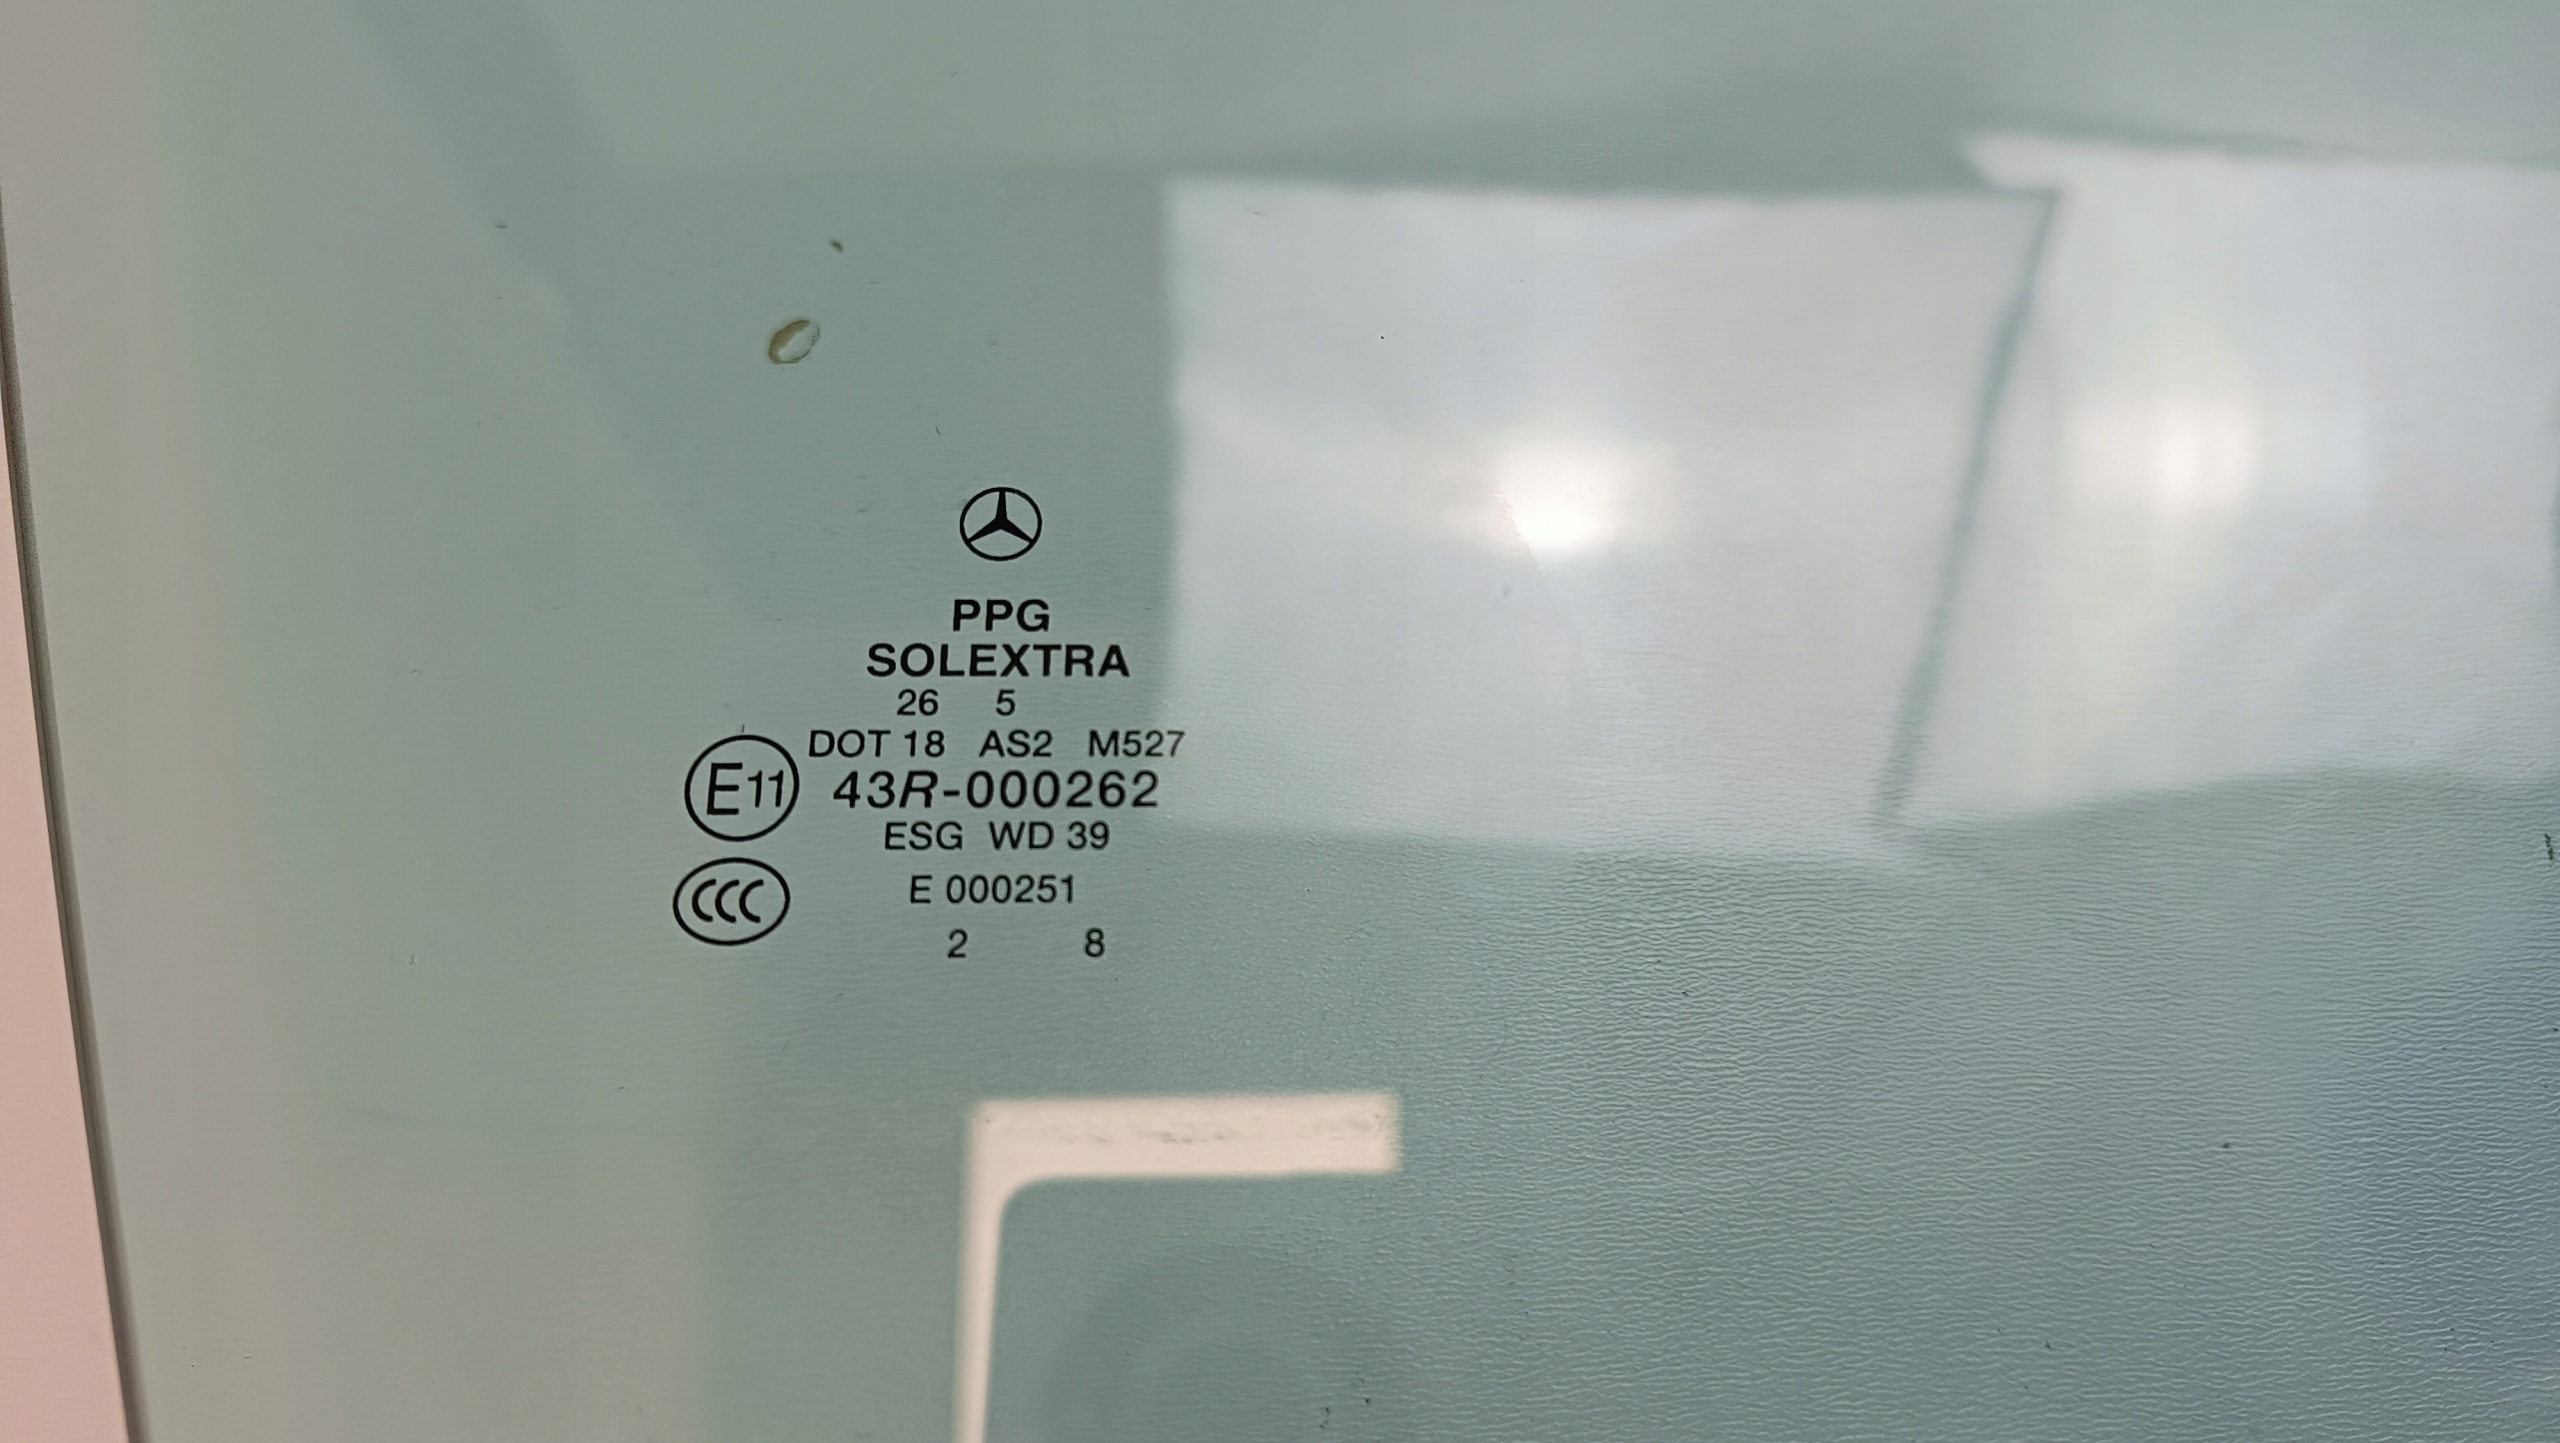 PPG
SOLEXTRA
26 5
DOT 18 AS2 M527
E11 43R-000262
ESG WD 39
CCC E 000251
2 8